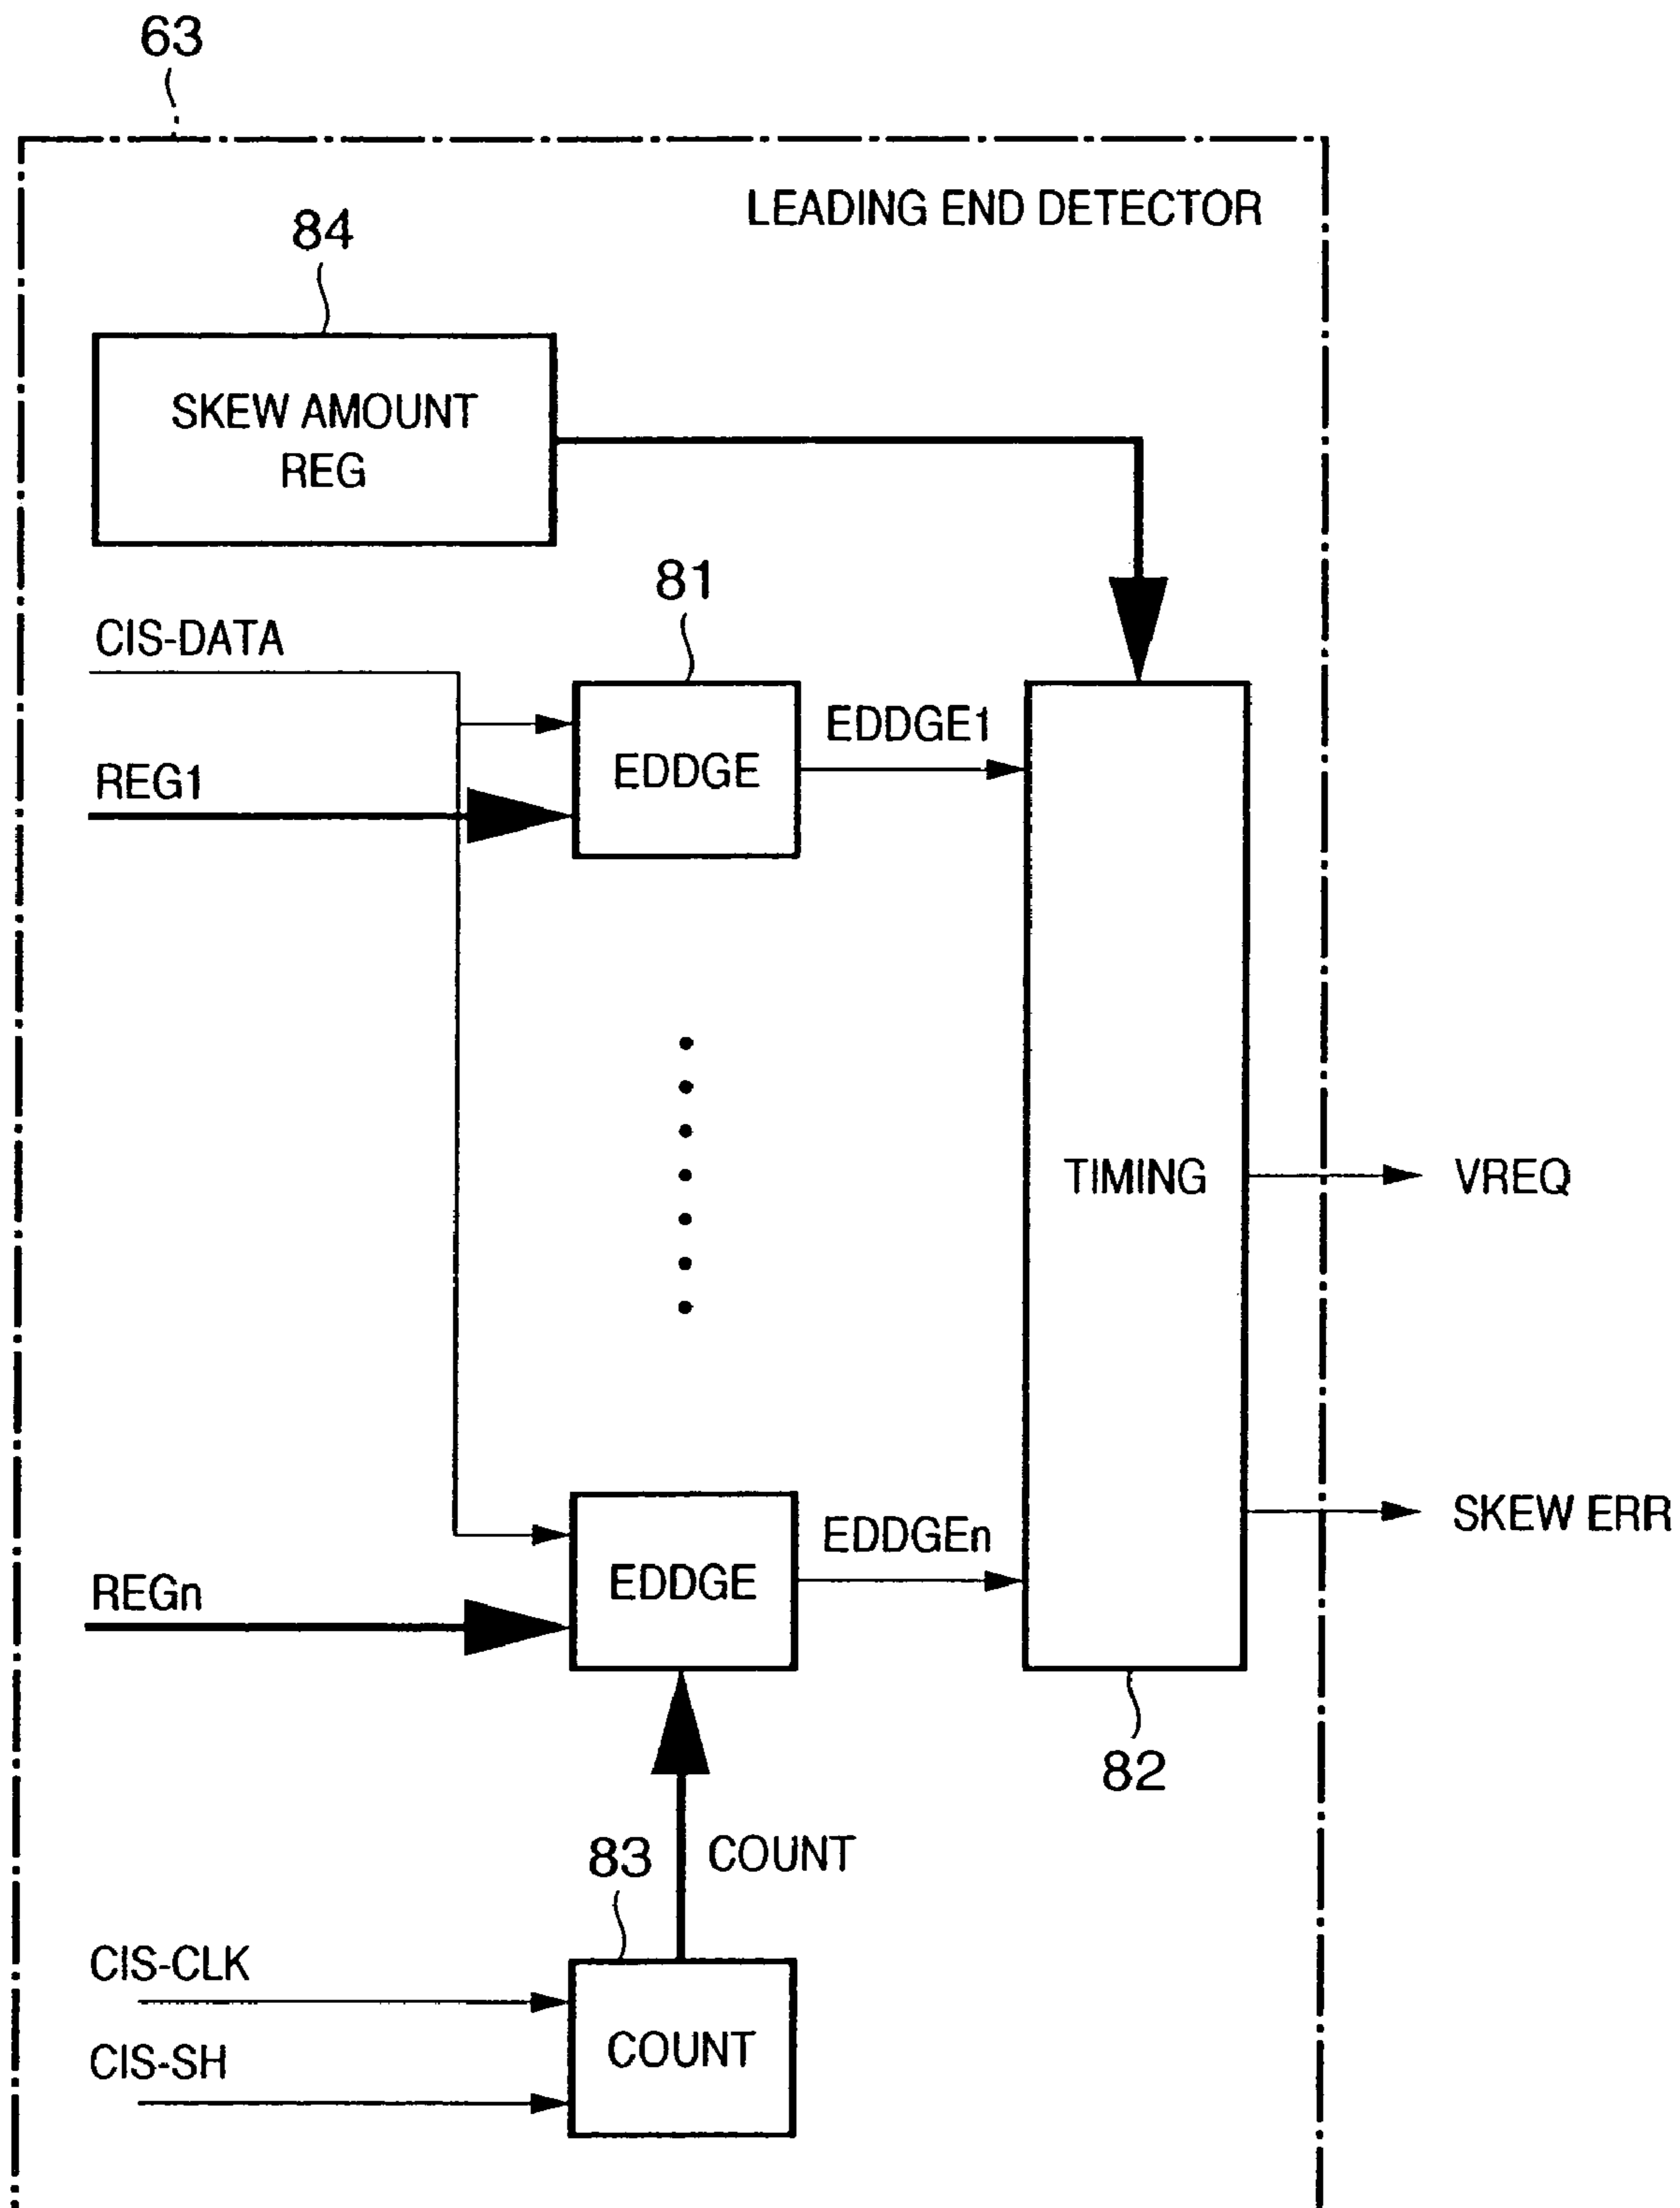 63
LEADING END DETECTOR
84
SKEW AMOUNT
REG
81
CIS-DATA
EDDGE
EDDGE1
REG1
TIMING
VREQ
SKEW ERR
EDDGE
EDDGEn
REGn
82
83
COUNT
CIS-CLK
COUNT
CIS-SH